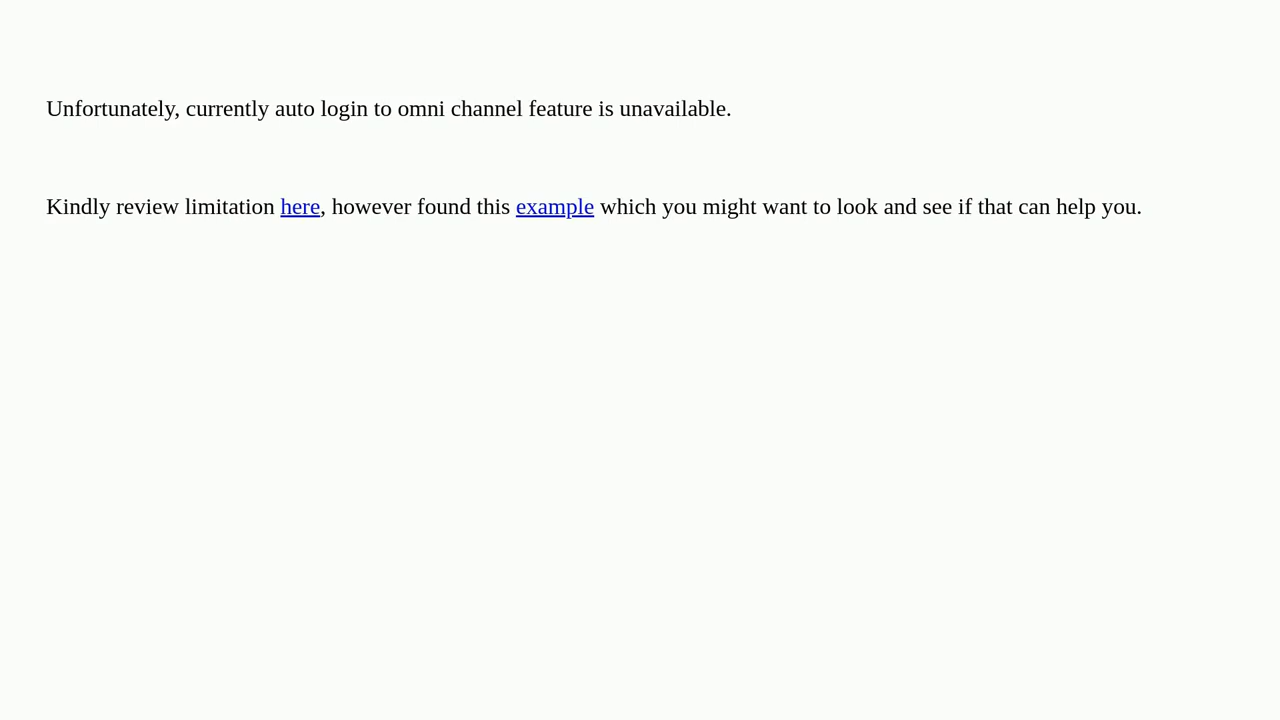 Unfortunately, currently auto login to omni channel feature is unavailable.
Kindly review limitation here, however found this example which you might want to look and see if that can help you.